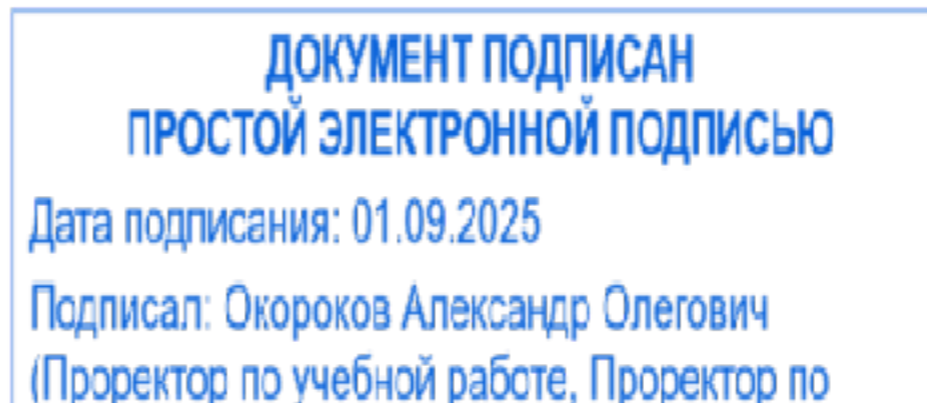 ДОКУМЕНТ ПОДПИСАН
ПРОСТОЙ ЭЛЕКТРОННОЙ ПОДПИСЬЮ
Дата подписания: 01.09.2025
Подписал: Окороков Александр Олегович
(Проректор по учебной работе, Проректор по